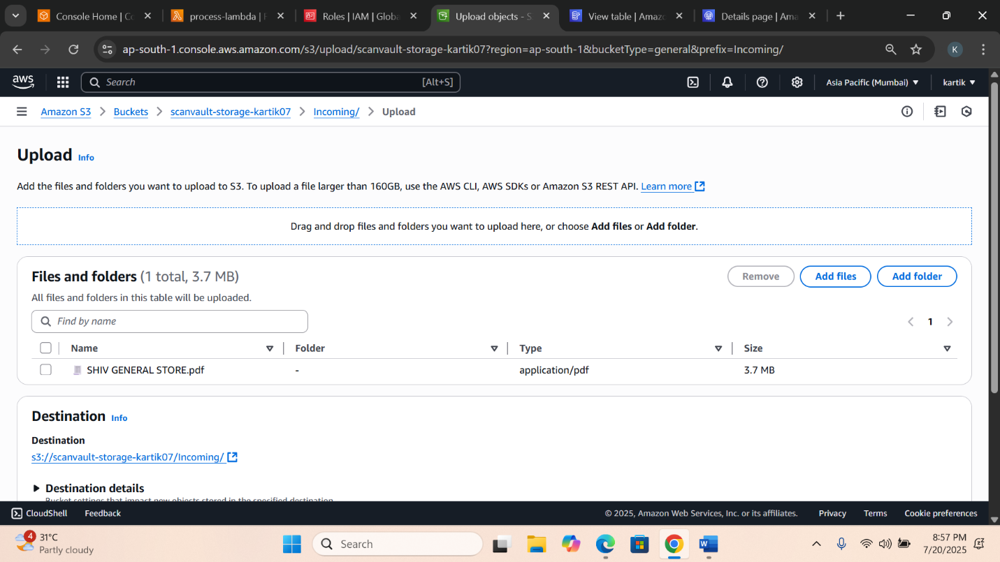 Console Home | Co
process-lambda | F
Roles | IAM | Globa
Upload objects - S
View table | Amazo
Details page | Ama
ap-south-1.console.aws.amazon.com/s3/upload/scanvault-storage-kartik07?region=ap-south-1&bucketType=general&prefix=Incoming/
K
aws
Search
[Alt+S]
Asia Pacific (Mumbai)
kartik
Amazon S3
Buckets
scanvault-storage-kartik07
Incoming/
Upload
Upload Info
Add the files and folders you want to upload to S3. To upload a file larger than 160GB, use the AWS CLI, AWS SDKs or Amazon S3 REST API. Learn more
Drag and drop files and folders you want to upload here, or choose Add files or Add folder.
Files and folders (1 total, 3.7 MB)
Remove
Add files
Add folder
All files and folders in this table will be uploaded.
Find by name
1
Name
Folder
Type
Size
SHIV GENERAL STORE.pdf
-
application/pdf
3.7 MB
Destination Info
Destination
s3://scanvault-storage-kartik07/Incoming/
Destination details
Bucket settings that impact new objects stored in the specified destination
CloudShell
Feedback
© 2025, Amazon Web Services, Inc. or its affiliates.
Privacy
Terms
Cookie preferences
4
31°C
Partly cloudy
Search
8:57 PM
7/20/2025